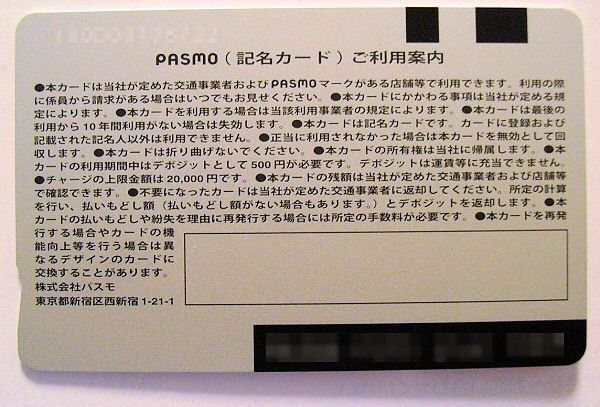 PASMO（記名カード）ご利用案内
●本カードは当社が定めた交通事業者およびPASMOマークがある店舗等で利用できます。利用の際
に係員から請求がある場合はいつでもお見せください。●本カードにかかわる事項は当社が定める規
定によります。●本カードを利用する場合は当該利用事業者の規定によります。●本カードは最後の
利用から10年間利用がない場合は失効します。●本カードは記名カードです。カードに登録および
記載された記名人以外は利用できません。●正当に利用されなかった場合は本カードを無効として回
収します。●本カードは折り曲げないでください。●本カードの所有権は当社に帰属します。●本
カードの利用期間中はデポジットとして500円が必要です。デポジットは運賃等に充当できません。
●チャージの上限金額は20,000円です。●本カードの残額は当社が定めた交通事業者および店舗等
で確認できます。●不要になったカードは当社が定めた交通事業者に返却してください。所定の計算
を行い、払いもどし額（払いもどし額がない場合もあります。）とデポジットを返却します。●本
カードの払いもどしや紛失を理由に再発行する場合には所定の手数料が必要です。●本カードを再発
行する場合やカードの機
能向上等を行う場合は異
なるデザインのカードに
交換することがあります。
株式会社パスモ
東京都新宿区西新宿1-21-1